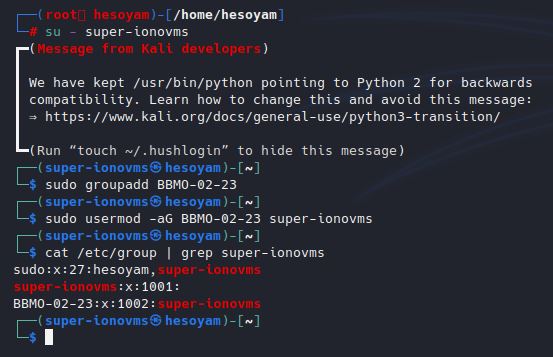 (root hesoyam)-[/home/hesoyam]
# su - super-ionovms
(Message from Kali developers)
We have kept /usr/bin/python pointing to Python 2 for backwards
compatibility. Learn how to change this and avoid this message:
⇒ https://www.kali.org/docs/general-use/python3-transition/
(Run “touch ~/.hushlogin” to hide this message)
(super-ionovms㉿hesoyam)-[~]
$ sudo groupadd BBMO-02-23
(super-ionovms㉿hesoyam)-[~]
$ sudo usermod -aG BBMO-02-23 super-ionovms
(super-ionovms㉿hesoyam)-[~]
$ cat /etc/group | grep super-ionovms
sudo:x:27:hesoyam,super-ionovms
super-ionovms:x:1001:
BBMO-02-23:x:1002:super-ionovms
(super-ionovms㉿hesoyam)-[~]
$